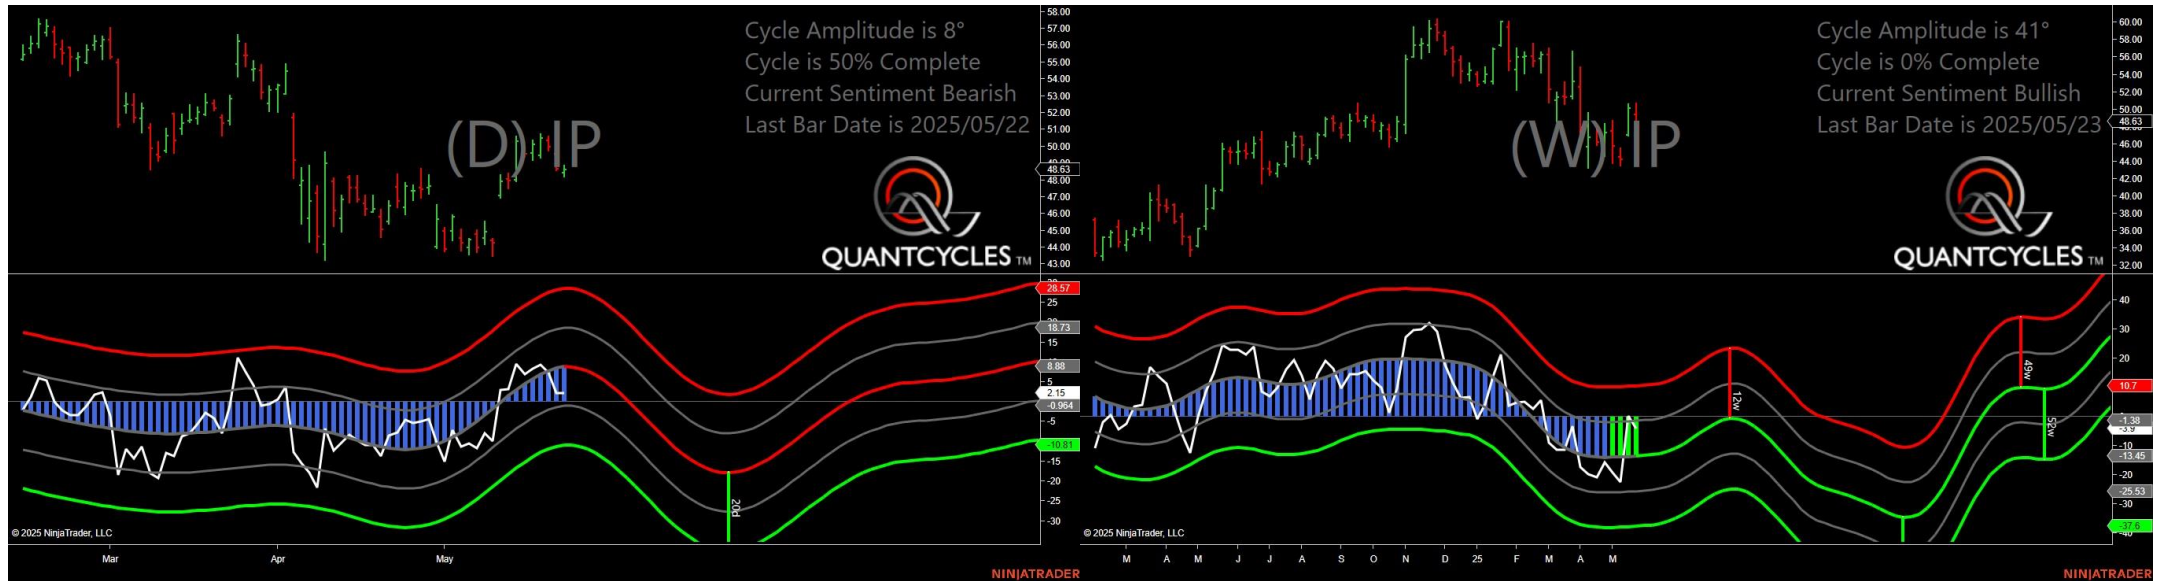 Cycle Amplitude is 8°
Cycle is 50% Complete
Current Sentiment Bearish
Last Bar Date is 2025/05/22
(D) IP
QUANTCYCLES TM
58.00
57.00
56.00
55.00
54.00
53.00
52.00
51.00
50.00
48.63
48.00
47.00
46.00
45.00
44.00
43.00
28.57
25
18.73
15
8.88
5
2.15
-0.964
-5
-10.81
-15
-20
-25
-30
20d
© 2025 NinjaTrader, LLC
Mar
Apr
May
NINJATRADER
Cycle Amplitude is 41°
Cycle is 0% Complete
Current Sentiment Bullish
Last Bar Date is 2025/05/23
(W) IP
QUANTCYCLES TM
60.00
58.00
56.00
54.00
52.00
50.00
48.63
46.00
44.00
42.00
40.00
38.00
36.00
34.00
32.00
40
30
20
10.7
-1.38
-3.9
-10
-13.45
-20
-25.53
-30
-37.6
-40
12w
49w
52w
© 2025 NinjaTrader, LLC
M A M J J A S O N D 25 F M A M
NINJATRADER